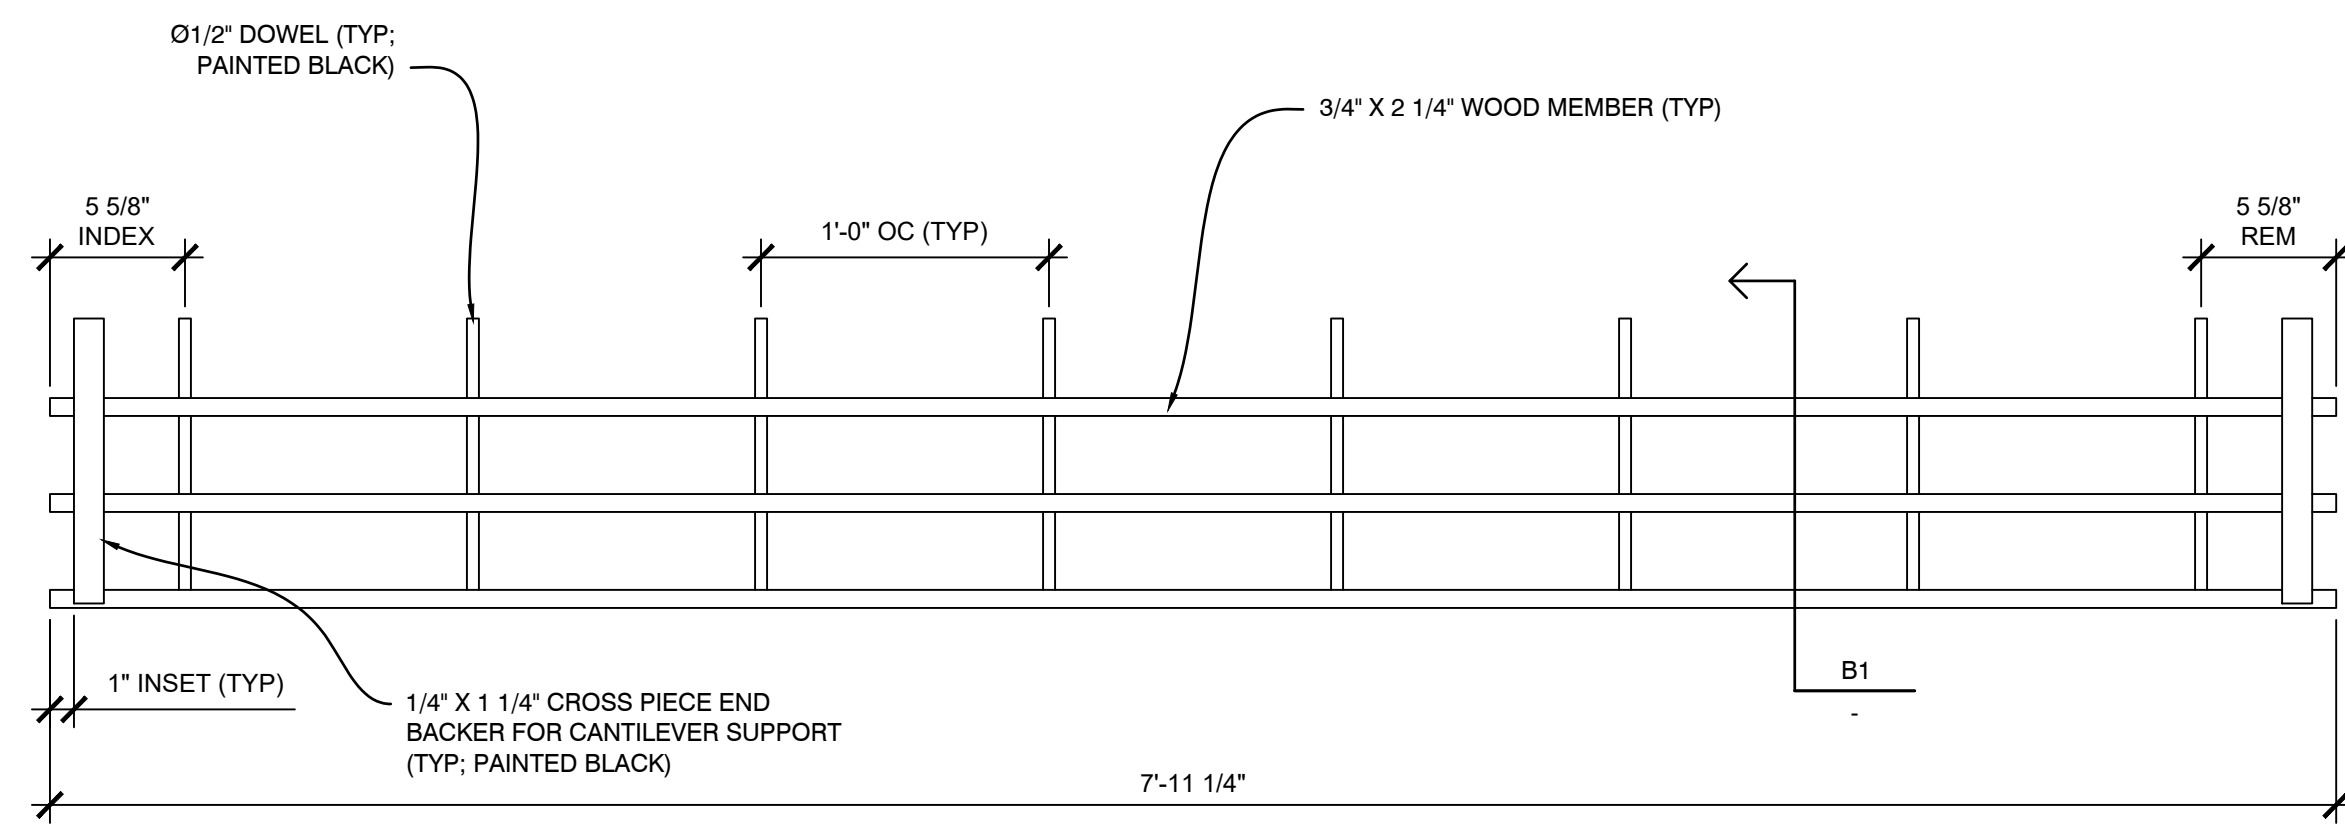 Ø1/2" DOWEL (TYP;
PAINTED BLACK)
3/4" X 2 1/4" WOOD MEMBER (TYP)
5 5/8"
INDEX
1'-0" OC (TYP)
5 5/8"
REM
1" INSET (TYP)
1/4" X 1 1/4" CROSS PIECE END
BACKER FOR CANTILEVER SUPPORT
(TYP; PAINTED BLACK)
B1
-
7'-11 1/4"